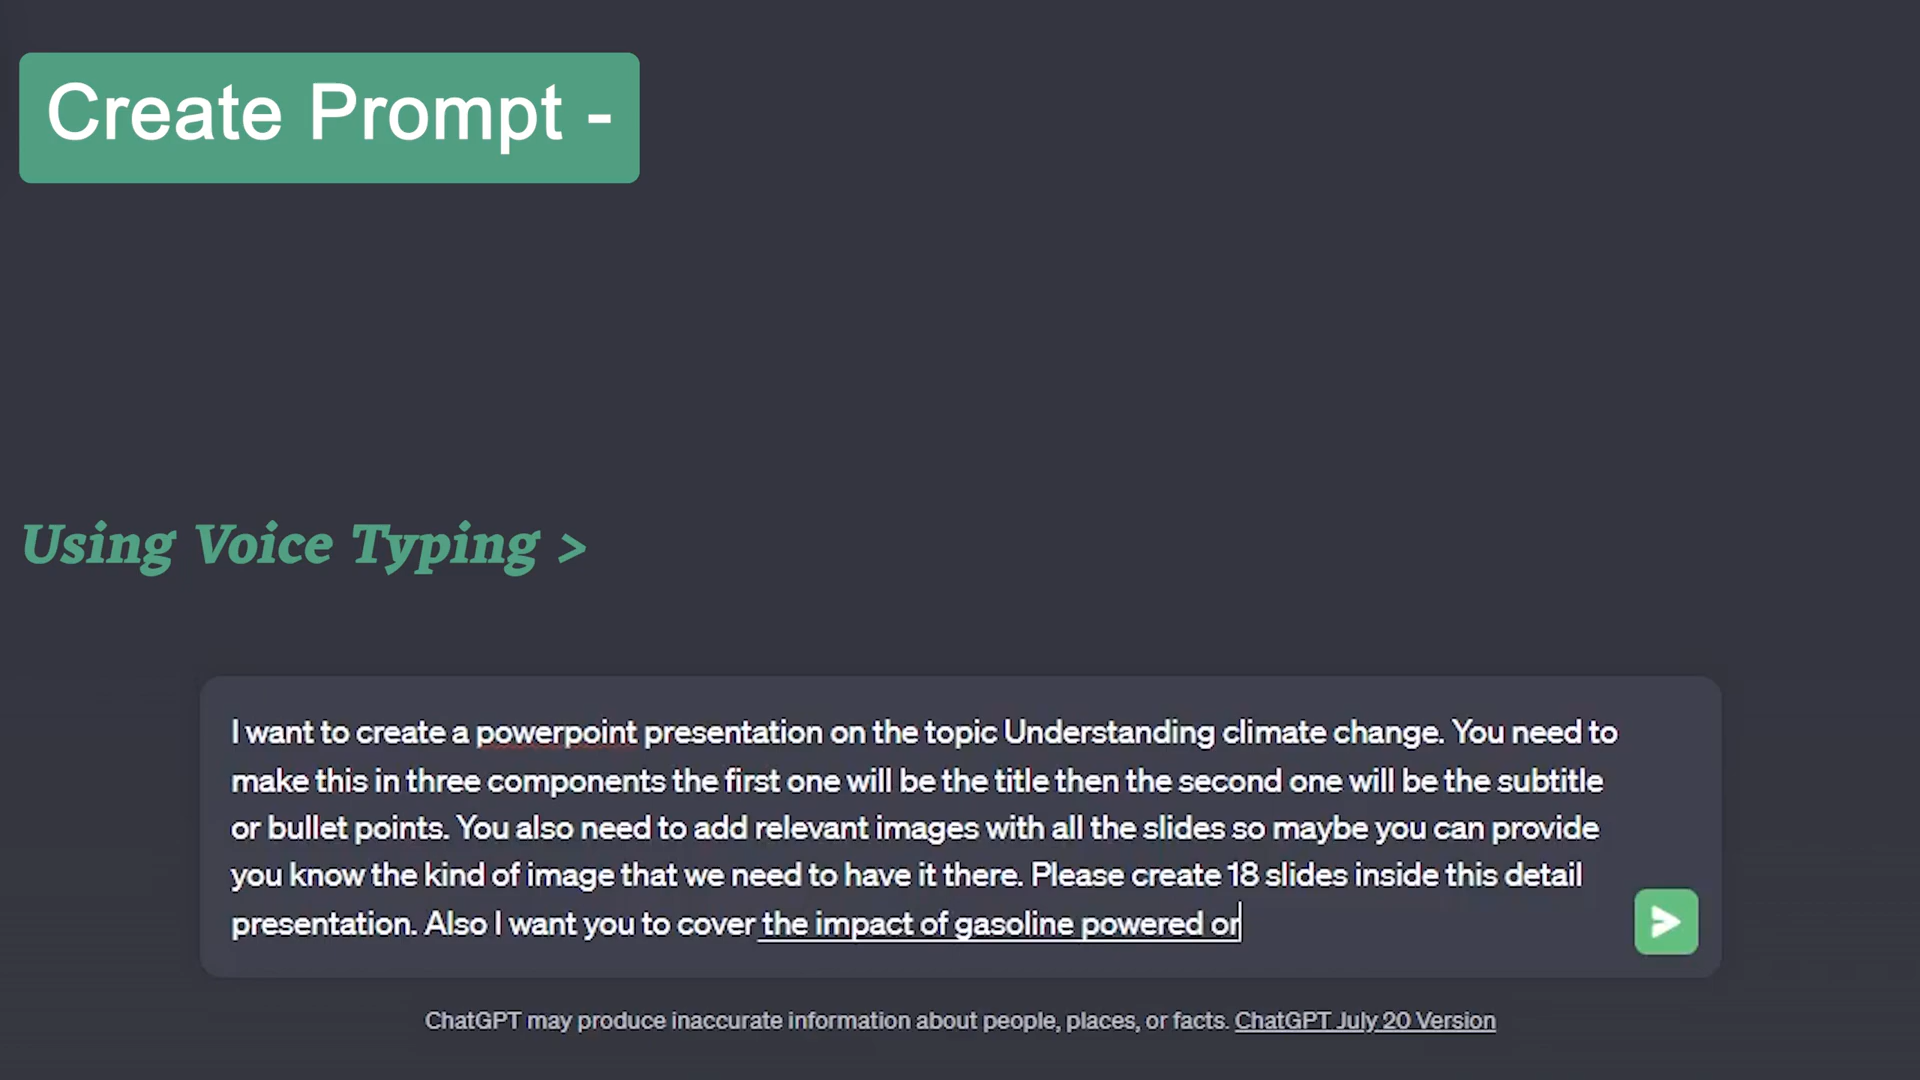 Create Prompt -
Using Voice Typing >
I want to create a powerpoint presentation on the topic Understanding climate change. You need to
make this in three components the first one will be the title then the second one will be the subtitle
or bullet points. You also need to add relevant images with all the slides so maybe you can provide
you know the kind of image that we need to have it there. Please create 18 slides inside this detail
presentation. Also I want you to cover the impact of gasoline powered or
ChatGPT may produce inaccurate information about people, places, or facts. ChatGPT July 20 Version